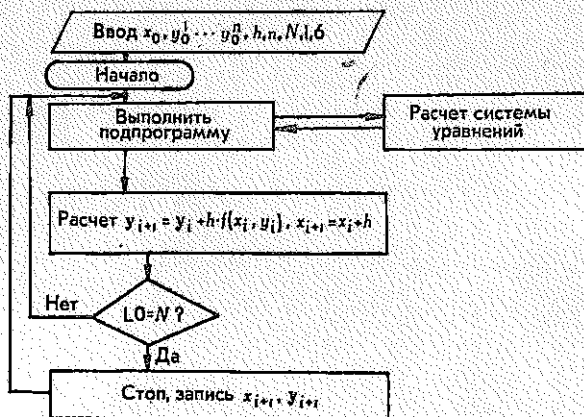 Ввод x₀, y₀¹ ··· y₀ⁿ, h, n, N, 1, 6
Начало
Выполнить
подпрограмму
Расчет системы
уравнений
Расчет yᵢ₊₁ = yᵢ + h·f(xᵢ, yᵢ), xᵢ₊₁ = xᵢ + h
Нет
L0=N ?
Да
Стоп, запись xᵢ₊₁, yᵢ₊₁